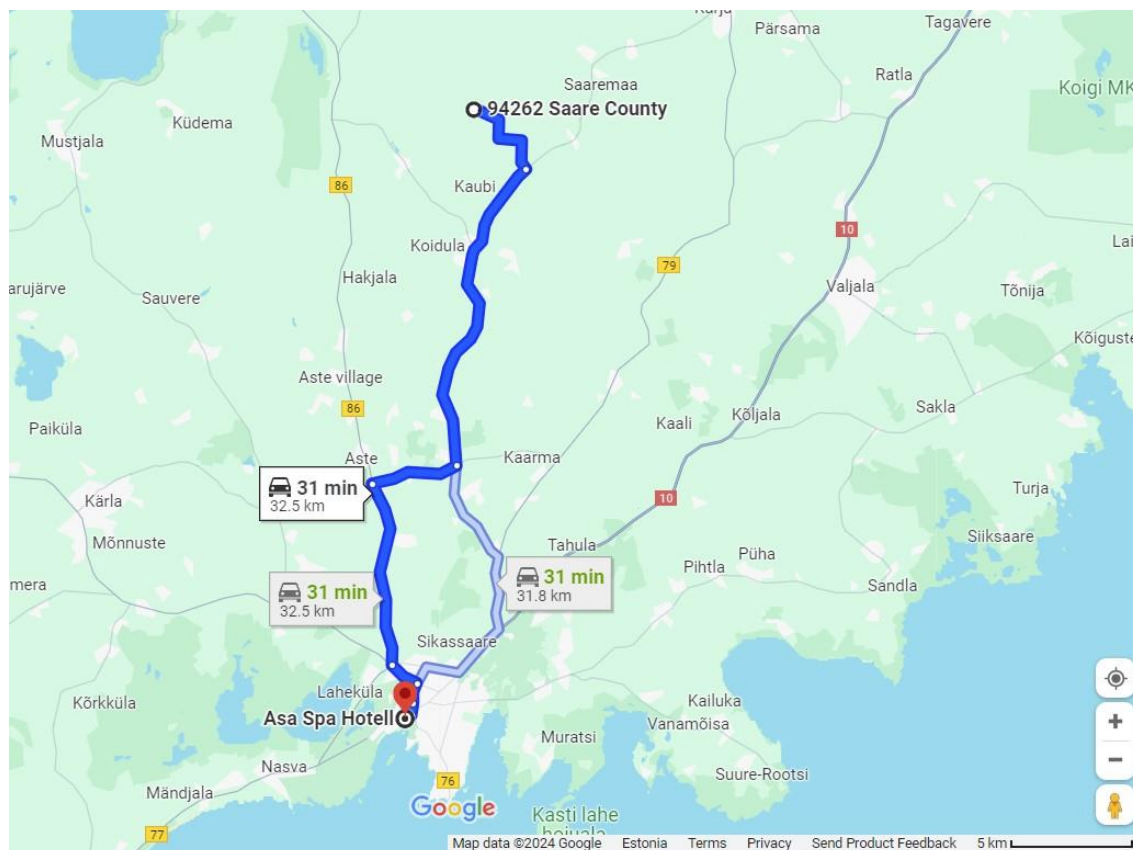 Karja
Pärsama
Tagavere
Saaremaa
Ratla
Koigi MK
94262 Saare County
Küdema
Mustjala
86
Kaubi
Koidula
10
Lai
Hakjala
79
Valjala
Tõnija
arujärve
Sauvere
Kõiguste
Aste village
86
Kaali
Kõljala
Sakla
Paiküla
Aste
Kaarma
31 min
32.5 km
10
Turja
Kärla
Siiksaare
Mõnnuste
Tahula
Püha
Pihtla
mera
31 min
32.5 km
31 min
31.8 km
Sandla
Sikassaare
Laheküla
Kõrkküla
Kailuka
Asa Spa Hotell
Vanamõisa
Muratsi
Nasva
Suure-Rootsi
76
Mändjala
Google
Kasti lahe
hoiuala
77
Map data ©2024 Google Estonia Terms Privacy Send Product Feedback 5 km